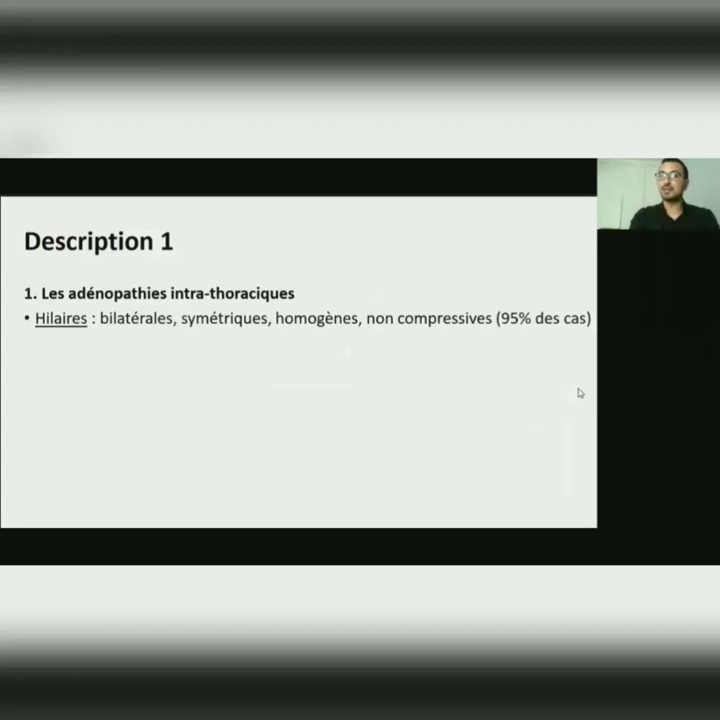 Description 1
1. Les adénopathies intra-thoraciques
• Hilaires : bilatérales, symétriques, homogènes, non compressives (95% des cas)